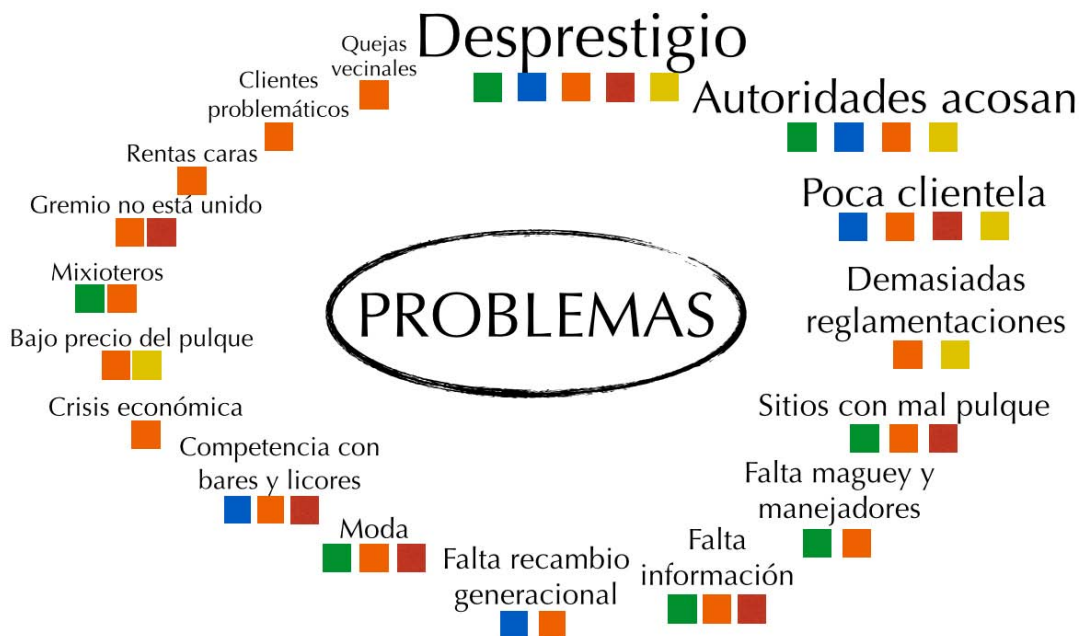 Desprestigio
Autoridades acosan
Poca clientela
Demasiadas
reglamentaciones
Sitios con mal pulque
Falta maguey y
manejadores
Falta
información
Falta recambio
generacional
Moda
Competencia con
bares y licores
Crisis económica
Bajo precio del pulque
Mixioteros
Gremio no está unido
Rentas caras
Clientes
problemáticos
Quejas
vecinales
PROBLEMAS